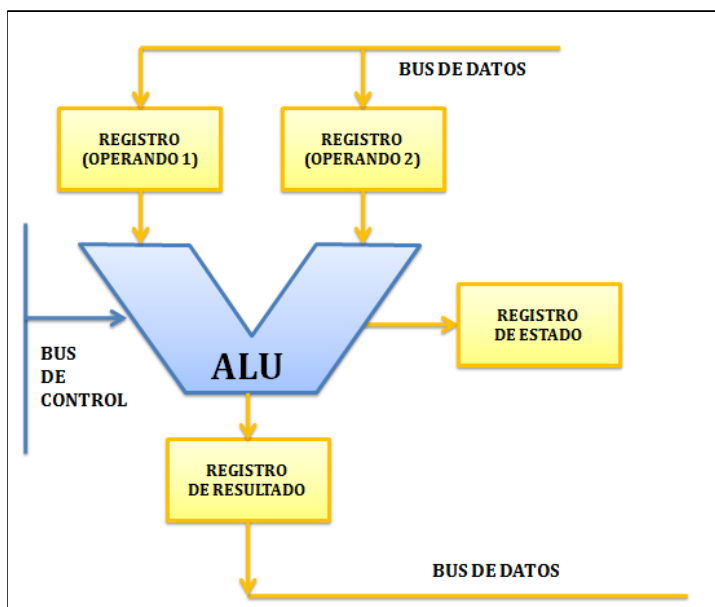 BUS DE DATOS
REGISTRO
(OPERANDO 1)
REGISTRO
(OPERANDO 2)
REGISTRO
DE ESTADO
BUS
DE
CONTROL
ALU
REGISTRO
DE RESULTADO
BUS DE DATOS